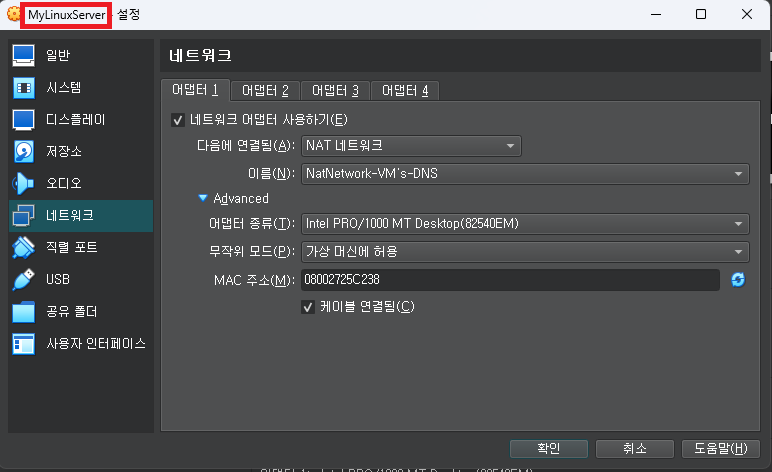 MyLinuxServer - 설정
일반
시스템
디스플레이
저장소
오디오
네트워크
직렬 포트
USB
공유 폴더
사용자 인터페이스
네트워크
어댑터 1 어댑터 2 어댑터 3 어댑터 4
네트워크 어댑터 사용하기(E)
다음에 연결됨(A): NAT 네트워크
이름(N): NatNetwork-VM's-DNS
Advanced
어댑터 종류(T): Intel PRO/1000 MT Desktop(82540EM)
무작위 모드(P): 가상 머신에 허용
MAC 주소(M): 08002725C238
케이블 연결됨(C)
확인 취소 도움말(H)